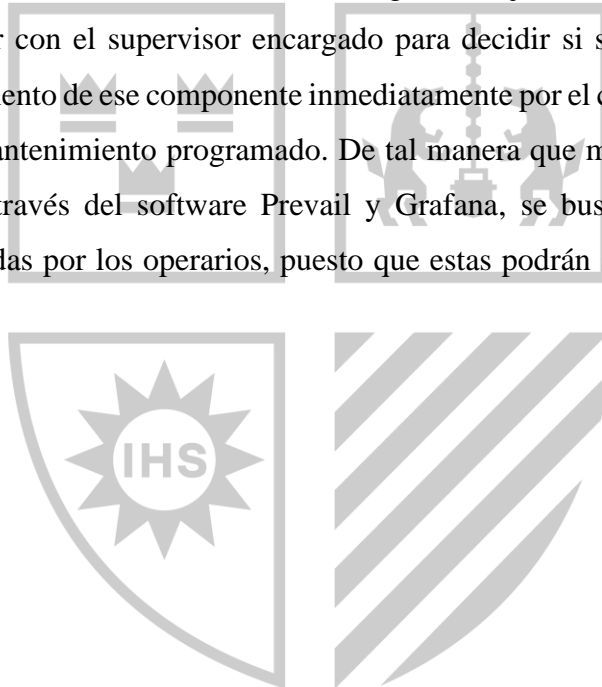 r con el supervisor encargado para decidir si s
iento de ese componente inmediatamente por el
antenimiento programado. De tal manera que m
través del software Prevail y Grafana, se bus
das por los operarios, puesto que estas podrán
IHS